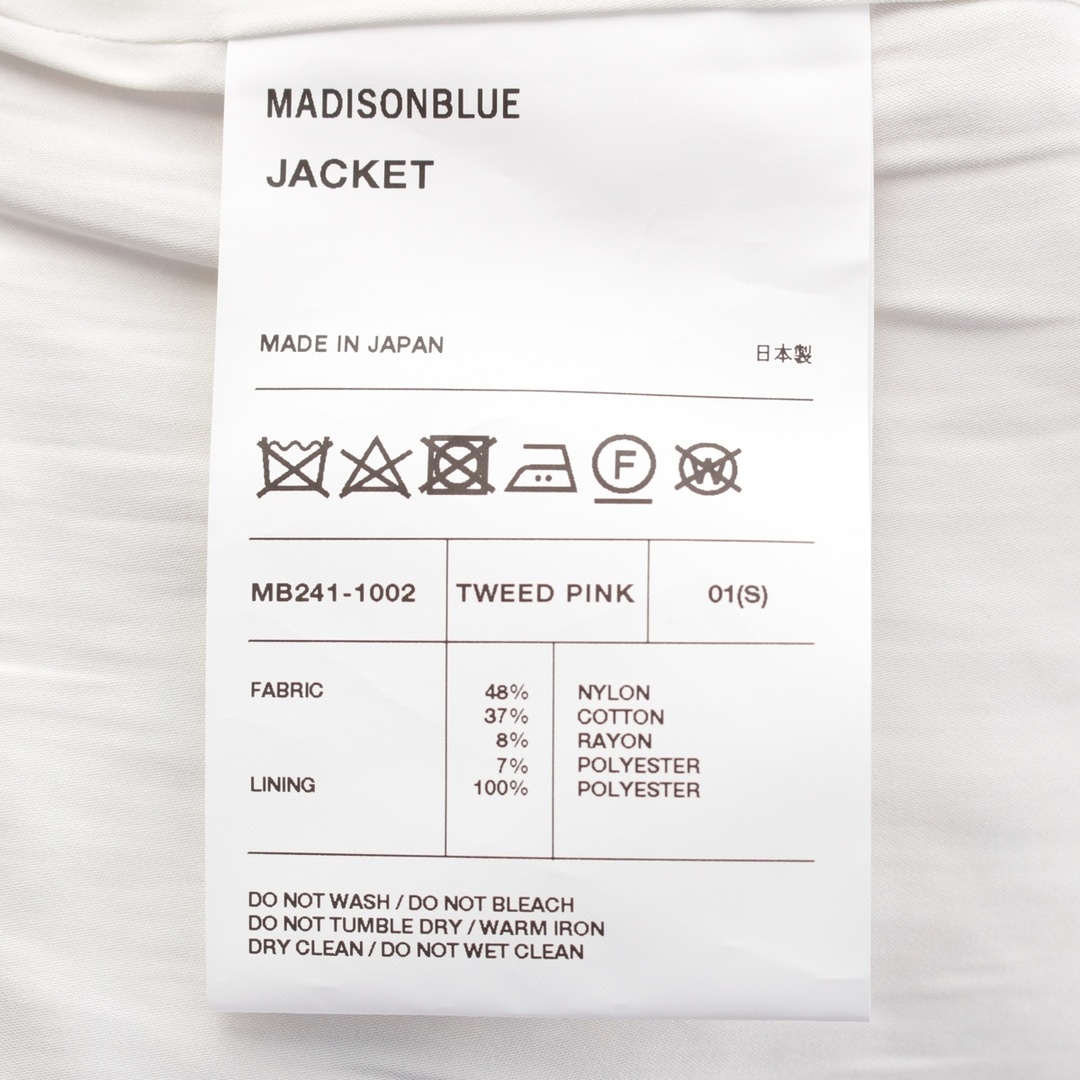 MADISONBLUE
JACKET
MADE IN JAPAN 日本製
F W
MB241-1002 TWEED PINK 01(S)
FABRIC 48% NYLON
37% COTTON
8% RAYON
7% POLYESTER
LINING 100% POLYESTER
DO NOT WASH / DO NOT BLEACH
DO NOT TUMBLE DRY / WARM IRON
DRY CLEAN / DO NOT WET CLEAN